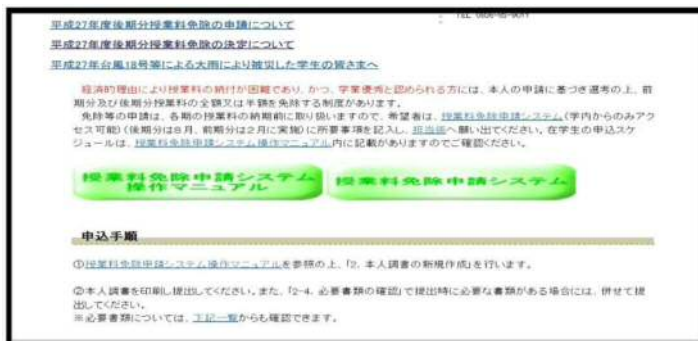 平成27年度後期分授業料免除の申請について
平成27年度後期分授業料免除の決定について
平成27年台風18号等による大雨により被災した学生の皆さまへ
経済的理由により授業料の納付が困難であり、かつ、学業優秀と認められる方には、本人の申請に基づき選考の上、前
期分及び後期分授業料の全額又は半額を免除する制度があります。
免除等の申請は、各期の授業料の納期前に取り扱いますので、希望者は、授業料免除申請システム(学内からのみアク
セス可能)(後期分は8月、前期分は2月に実施)に所要事項を記入し、担当係へ願い出てください。在学生の申込スケ
ジュールは、授業料免除申請システム操作マニュアル内に記載がありますのでご確認ください。
授業料免除申請システム
操作マニュアル
授業料免除申請システム
申込手順
①授業料免除申請システム操作マニュアルを参照の上、「2. 本人調書の新規作成」を行います。
②本人調書を印刷し提出してください。また、「2-4. 必要書類の確認」で提出時に必要な書類がある場合には、併せて提
出してください。
※必要書類については、下記一覧からも確認できます。